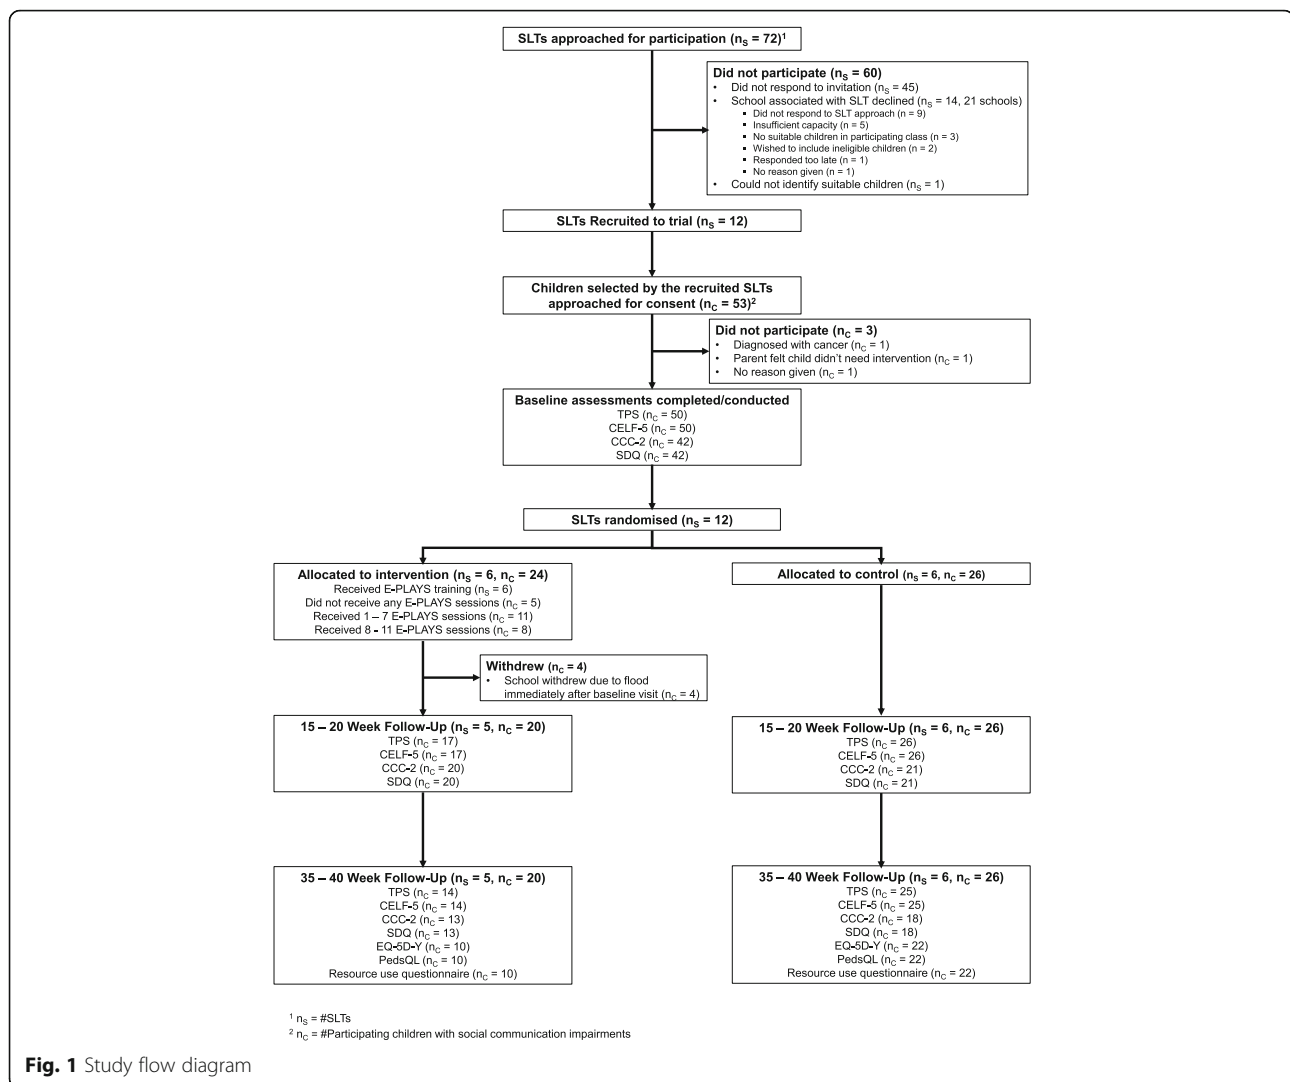 SLTs approached for participation (nS = 72)1
Did not participate (nS = 60)
• Did not respond to invitation (nS = 45)
• School associated with SLT declined (nS = 14, 21 schools)
▪ Did not respond to SLT approach (n = 9)
▪ Insufficient capacity (n = 5)
▪ No suitable children in participating class (n = 3)
▪ Wished to include ineligible children (n = 2)
▪ Responded too late (n = 1)
▪ No reason given (n = 1)
• Could not identify suitable children (nS = 1)
SLTs Recruited to trial (nS = 12)
Children selected by the recruited SLTs
approached for consent (nC = 53)2
Did not participate (nC = 3)
• Diagnosed with cancer (nC = 1)
• Parent felt child didn't need intervention (nC = 1)
• No reason given (nC = 1)
Baseline assessments completed/conducted
TPS (nC = 50)
CELF-5 (nC = 50)
CCC-2 (nC = 42)
SDQ (nC = 42)
SLTs randomised (nS = 12)
Allocated to intervention (nS = 6, nC = 24)
Received E-PLAYS training (nS = 6)
Did not receive any E-PLAYS sessions (nC = 5)
Received 1 – 7 E-PLAYS sessions (nC = 11)
Received 8 - 11 E-PLAYS sessions (nC = 8)
Allocated to control (nS = 6, nC = 26)
Withdrew (nC = 4)
• School withdrew due to flood
immediately after baseline visit (nC = 4)
15 – 20 Week Follow-Up (nS = 5, nC = 20)
TPS (nC = 17)
CELF-5 (nC = 17)
CCC-2 (nC = 20)
SDQ (nC = 20)
15 – 20 Week Follow-Up (nS = 6, nC = 26)
TPS (nC = 26)
CELF-5 (nC = 26)
CCC-2 (nC = 21)
SDQ (nC = 21)
35 – 40 Week Follow-Up (nS = 5, nC = 20)
TPS (nC = 14)
CELF-5 (nC = 14)
CCC-2 (nC = 13)
SDQ (nC = 13)
EQ-5D-Y (nC = 10)
PedsQL (nC = 10)
Resource use questionnaire (nC = 10)
35 – 40 Week Follow-Up (nS = 6, nC = 26)
TPS (nC = 25)
CELF-5 (nC = 25)
CCC-2 (nC = 18)
SDQ (nC = 18)
EQ-5D-Y (nC = 22)
PedsQL (nC = 22)
Resource use questionnaire (nC = 22)
1 nS = #SLTs
2 nC = #Participating children with social communication impairments
Fig. 1 Study flow diagram